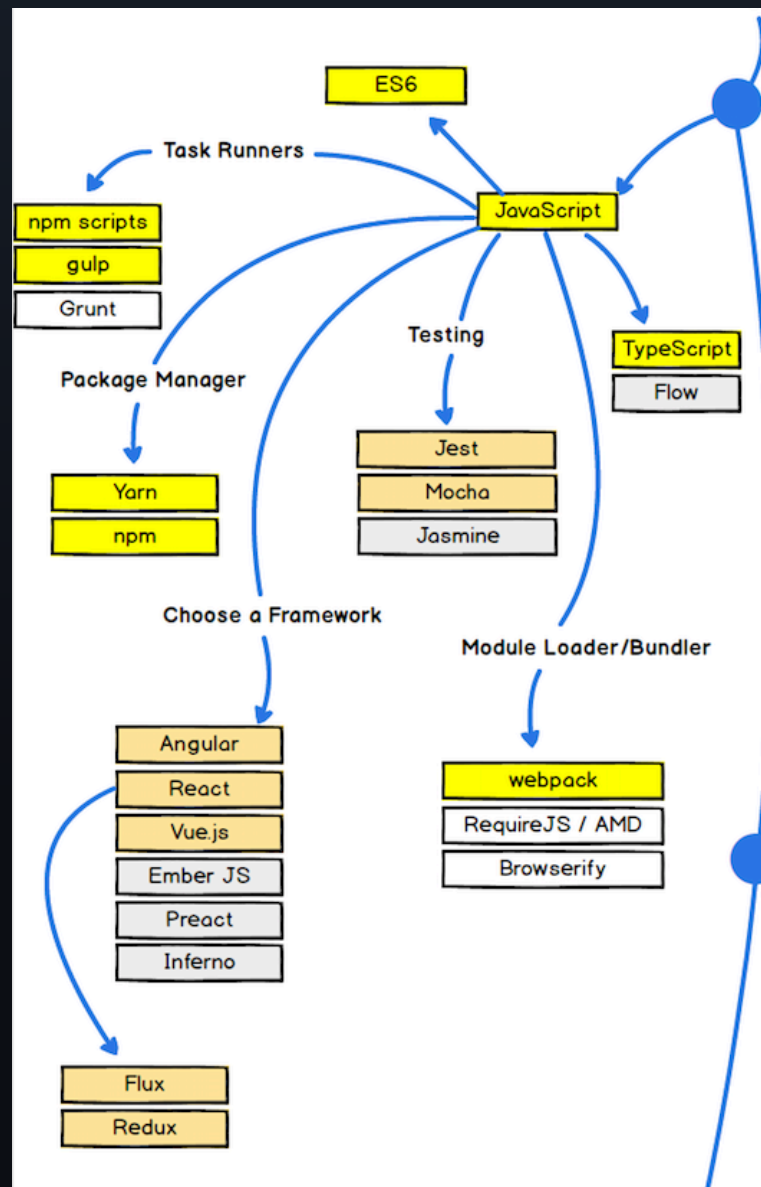 ES6
Task Runners
JavaScript
npm scripts
gulp
Grunt
Testing
TypeScript
Flow
Package Manager
Jest
Mocha
Jasmine
Yarn
npm
Choose a Framework
Module Loader/Bundler
Angular
React
Vue.js
Ember JS
Preact
Inferno
webpack
RequireJS / AMD
Browserify
Flux
Redux